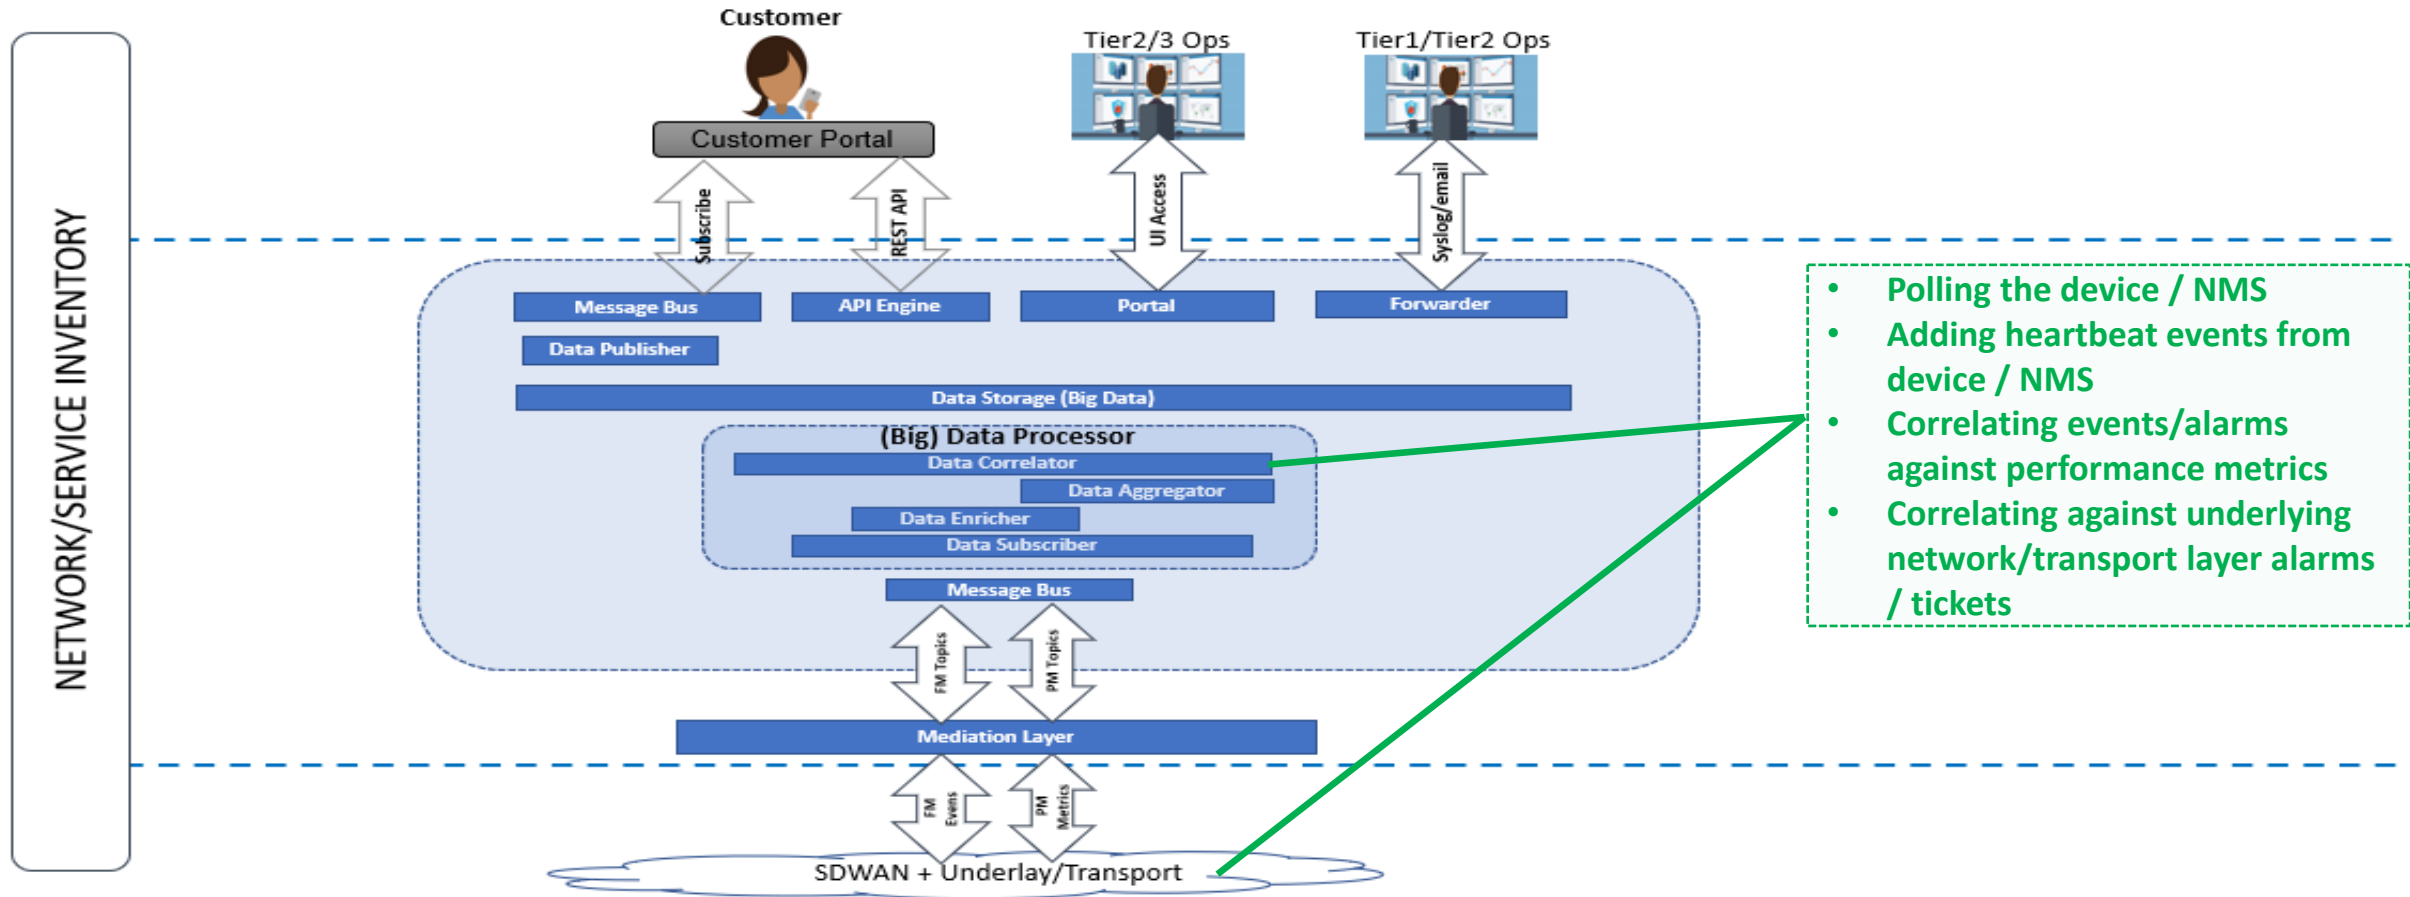 Customer
Tier2/3 Ops
Tier1/Tier2 Ops
Customer Portal
Subscribe
REST API
UI Access
Syslog/email
NETWORK/SERVICE INVENTORY
Message Bus
API Engine
Portal
Forwarder
Data Publisher
Data Storage (Big Data)
(Big) Data Processor
Data Correlator
Data Aggregator
Data Enricher
Data Subscriber
Message Bus
FM Topics
PM Topics
Mediation Layer
FM
Evens
PM
Metrics
SDWAN + Underlay/Transport
• Polling the device / NMS
• Adding heartbeat events from
device / NMS
• Correlating events/alarms
against performance metrics
• Correlating against underlying
network/transport layer alarms
/ tickets